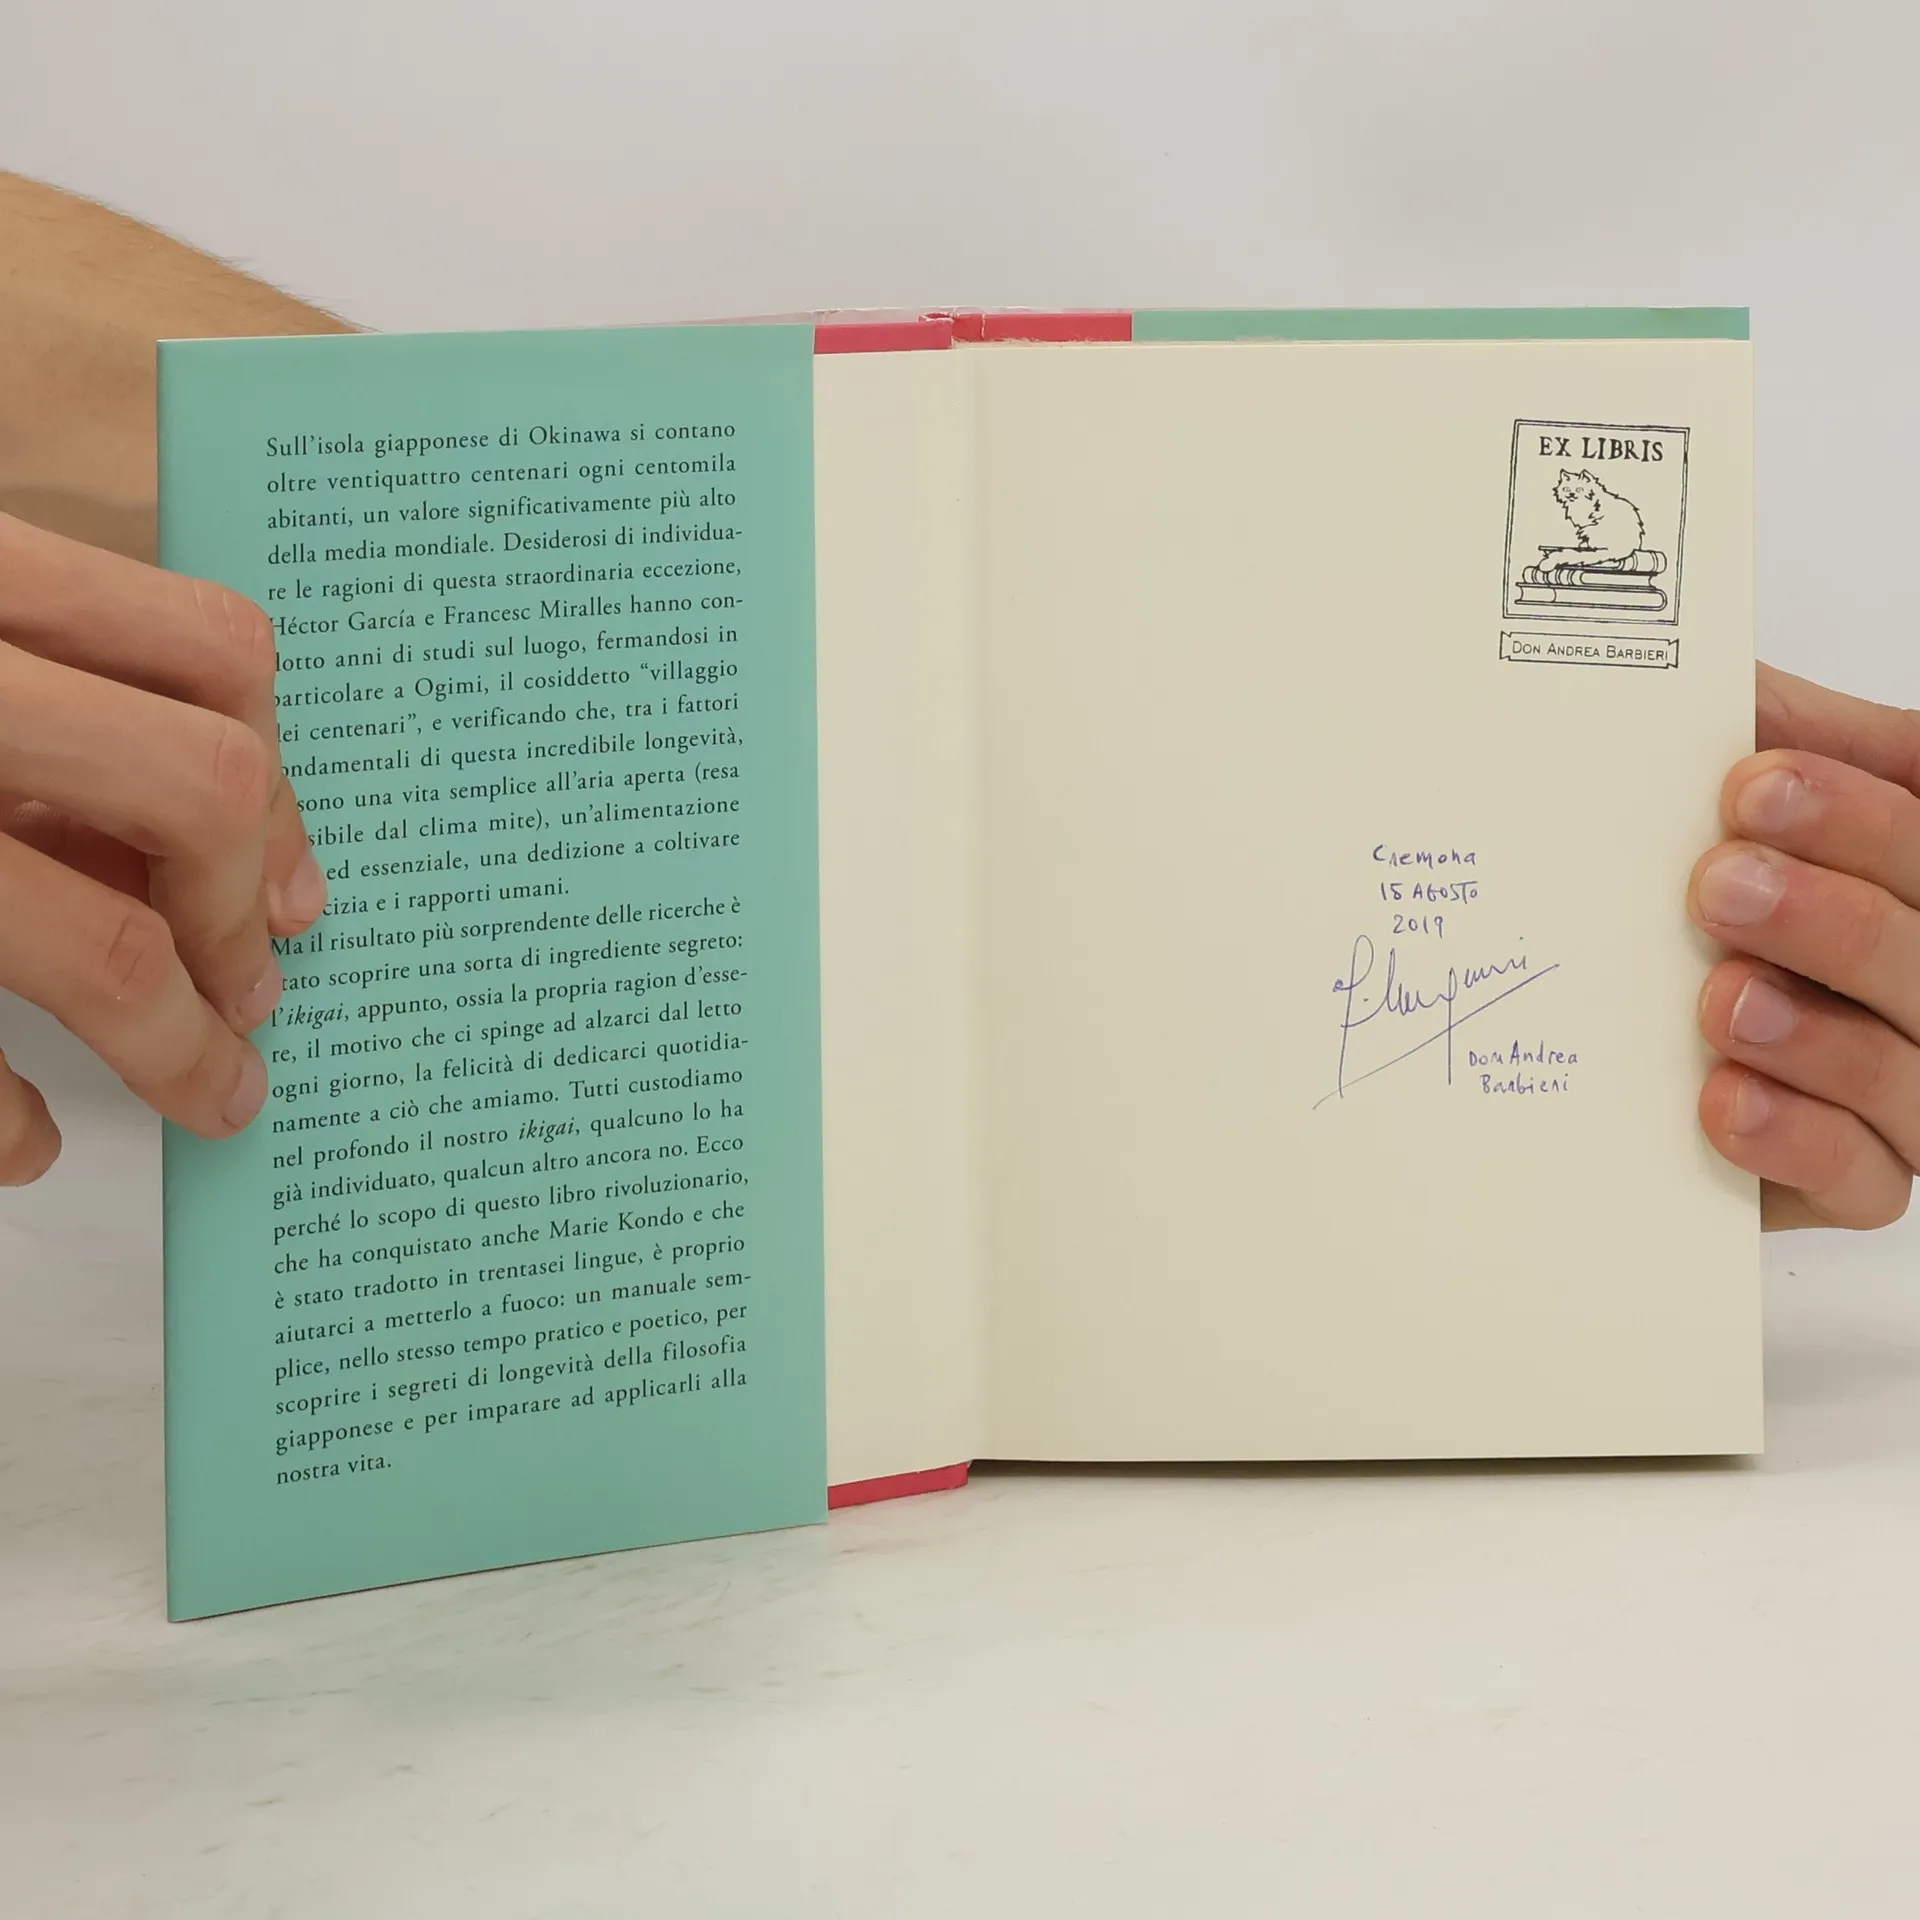 Sull'isola giapponese di Okinawa si contano
oltre ventiquattro centenari ogni centomila
abitanti, un valore significativamente più alto
della media mondiale. Desiderosi di individua-
re le ragioni di questa straordinaria eccezione,
Héctor García e Francesc Miralles hanno con-
dotto anni di studi sul luogo, fermandosi in
particolare a Ogimi, il cosiddetto “villaggio
dei centenari”, e verificando che, tra i fattori
fondamentali di questa incredibile longevità,
sono una vita semplice all'aria aperta (resa
sibile dal clima mite), un'alimentazione
ed essenziale, una dedizione a coltivare
cizia e i rapporti umani.
Ma il risultato più sorprendente delle ricerche è
stato scoprire una sorta di ingrediente segreto:
l'ikigai, appunto, ossia la propria ragion d'esse-
re, il motivo che ci spinge ad alzarci dal letto
ogni giorno, la felicità di dedicarci quotidia-
namente a ciò che amiamo. Tutti custodiamo
nel profondo il nostro ikigai, qualcuno lo ha
già individuato, qualcun altro ancora no. Ecco
perché lo scopo di questo libro rivoluzionario,
che ha conquistato anche Marie Kondo e che
è stato tradotto in trentasei lingue, è proprio
aiutarci a metterlo a fuoco: un manuale sem-
plice, nello stesso tempo pratico e poetico, per
scoprire i segreti di longevità della filosofia
giapponese e per imparare ad applicarli alla
nostra vita.
EX LIBRIS
DON ANDREA BARBIERI
Cremona
15 AGOSTO
2019
Don Andrea
Barbieri